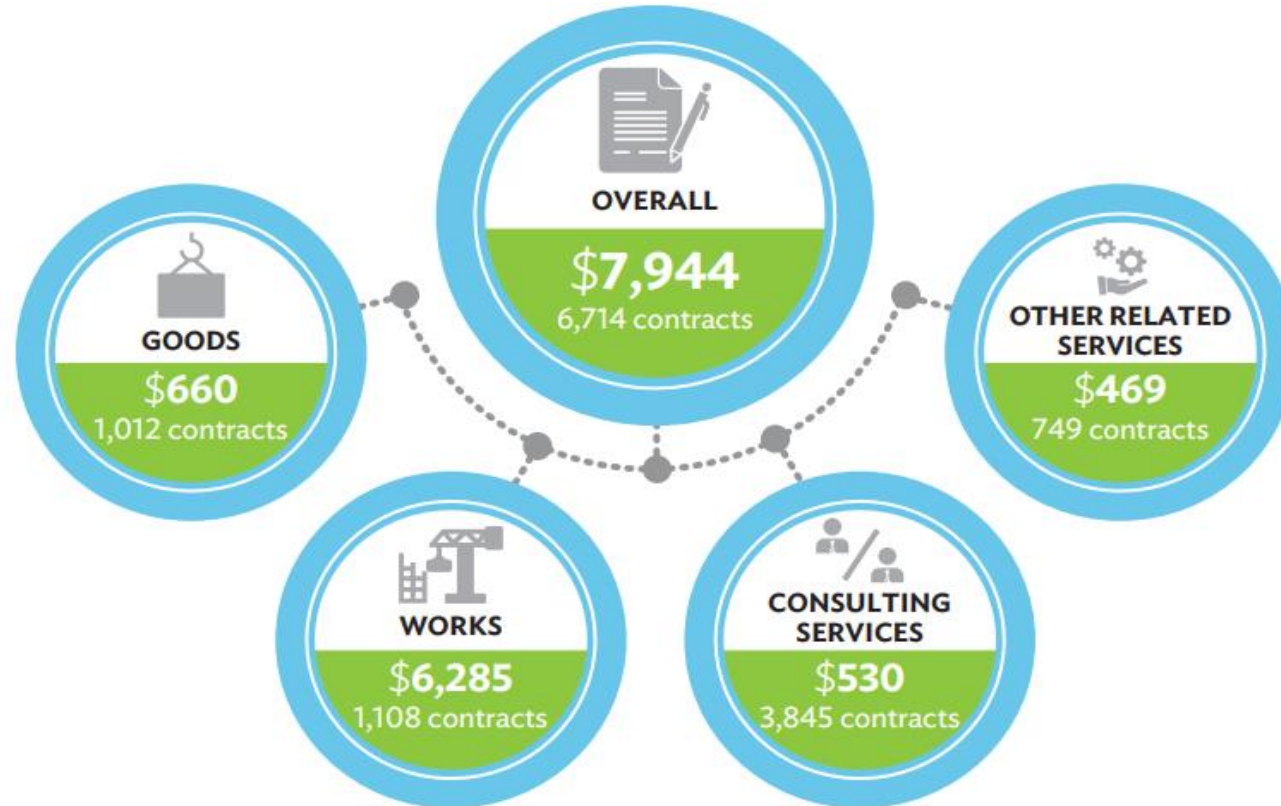 OVERALL
$7,944
6,714 contracts
GOODS
$660
1,012 contracts
OTHER RELATED
SERVICES
$469
749 contracts
WORKS
$6,285
1,108 contracts
CONSULTING
SERVICES
$530
3,845 contracts